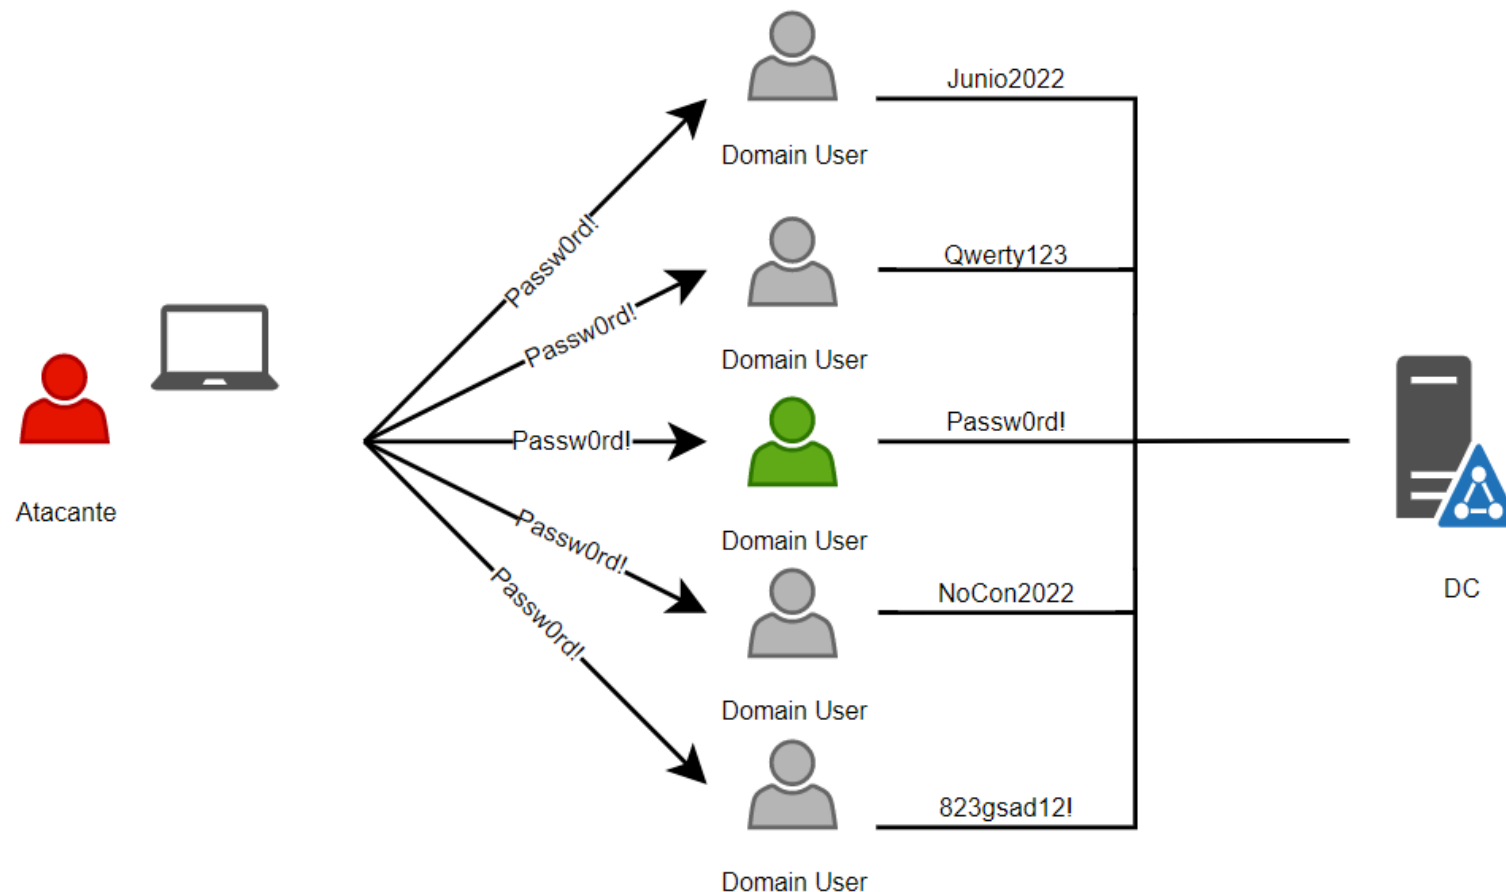 Junio2022
Domain User
Passw0rd!
Qwerty123
Passw0rd!
Domain User
Passw0rd!
Passw0rd!
Atacante
Domain User
Passw0rd!
NoCon2022
DC
Passw0rd!
Domain User
823gsad12!
Domain User